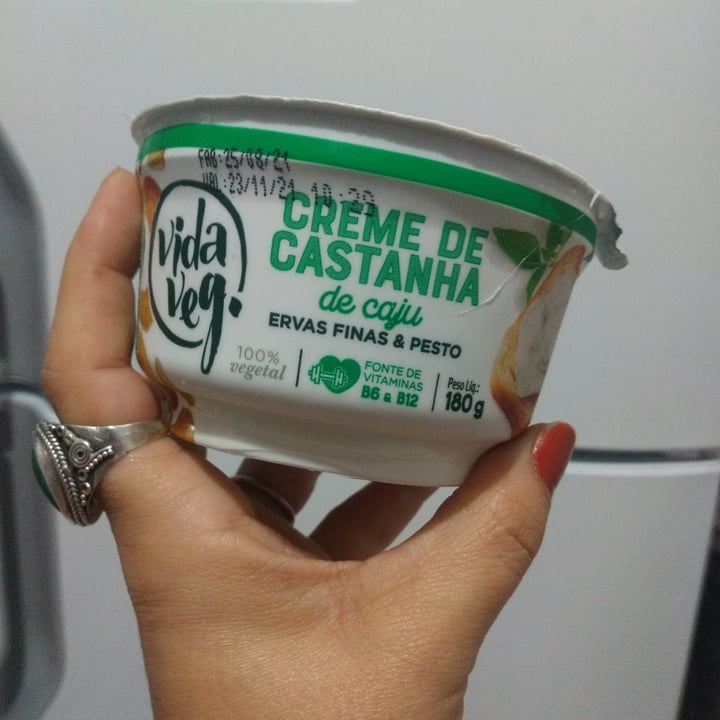 FAB:25/08/21
VAL:23/11/21 10:29
vida
veg.
CREME DE
CASTANHA
de caju
ERVAS FINAS & PESTO
100%
vegetal
FONTE DE
VITAMINAS
B6 & B12
Peso Líq.:
180g